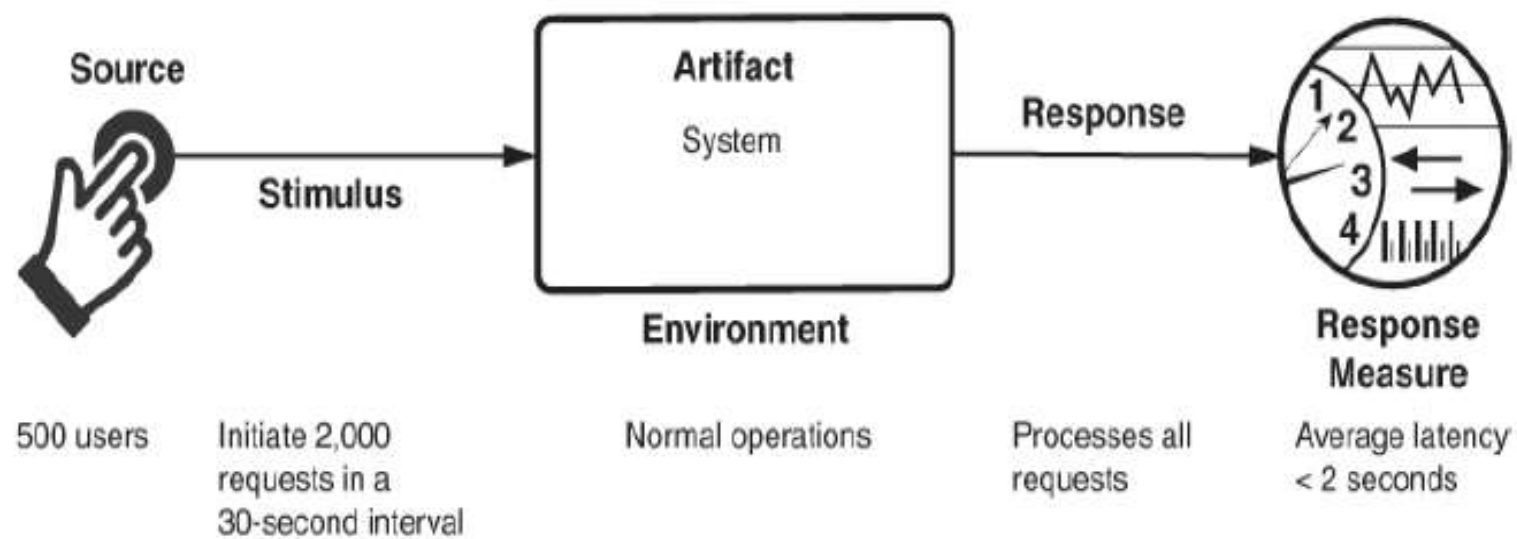 Source
Stimulus
Artifact
System
Environment
Response
1
2
3
4
Response
Measure
500 users
Initiate 2,000
requests in a
30-second interval
Normal operations
Processes all
requests
Average latency
< 2 seconds